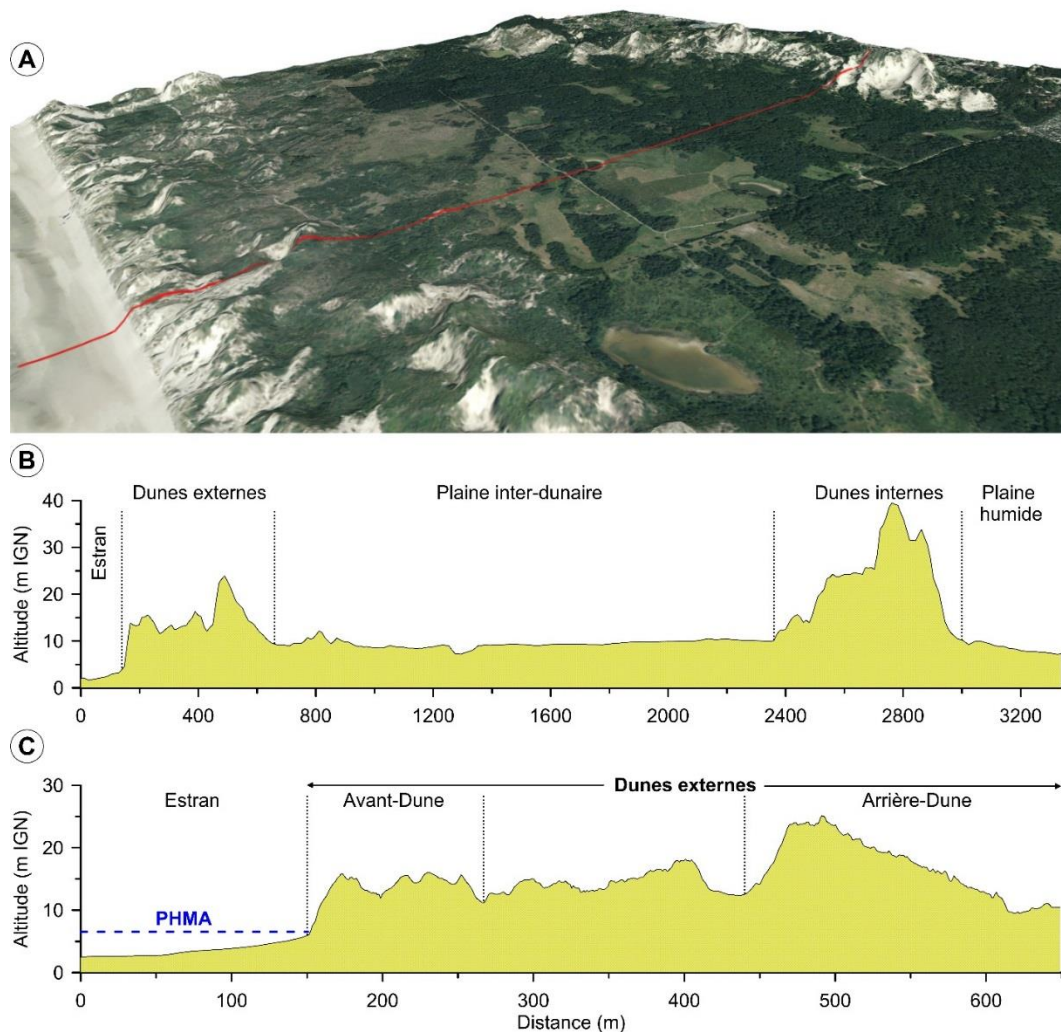 A
B
Dunes externes
Plaine inter-dunaire
Dunes internes
Plaine
humide
Estran
Altitude (m IGN)
40
30
20
10
0
0 400 800 1200 1600 2000 2400 2800 3200
C
Dunes externes
Estran
Avant-Dune
Arrière-Dune
PHMA
Altitude (m IGN)
30
20
10
0
0 100 200 300 400 500 600
Distance (m)